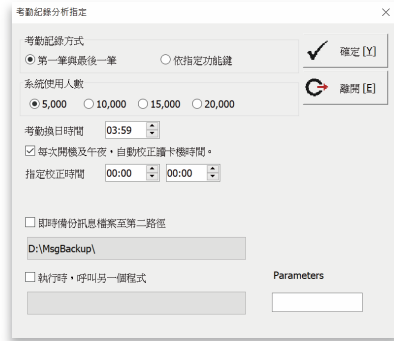 考勤紀錄分析指定
考勤記錄方式
第一筆與最後一筆 依指定功能鍵
確定 [Y]
離開 [E]
系統使用人數
5,000 10,000 15,000 20,000
考勤換日時間 03:59
每次開機及午夜，自動校正讀卡機時間。
指定校正時間 00:00 00:00
即時備份訊息檔案至第二路徑
D:\MsgBackup\
執行時，呼叫另一個程式
Parameters